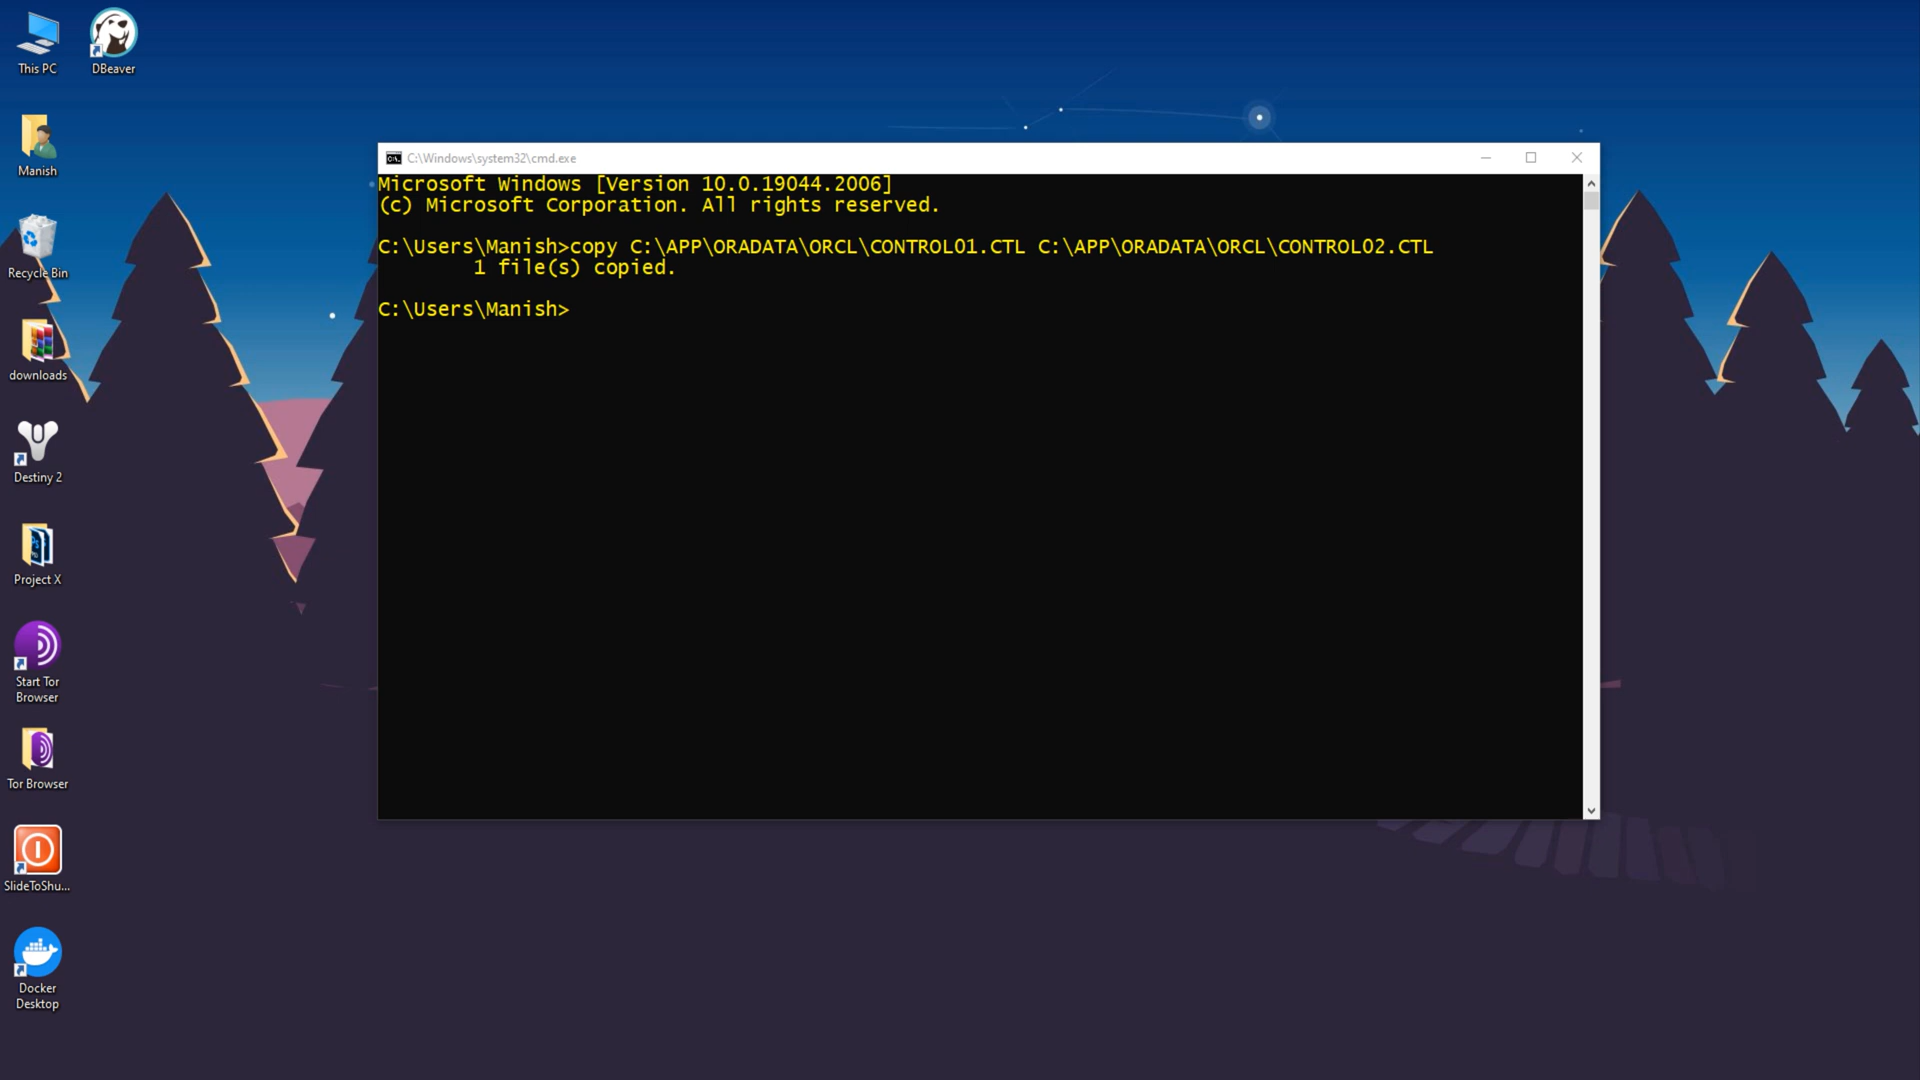 This PC
DBeaver
Manish
Recycle Bin
downloads
Destiny 2
Project X
Start Tor
Browser
Tor Browser
SlideToShu...
Docker
Desktop
C:\Windows\system32\cmd.exe
Microsoft Windows [Version 10.0.19044.2006]
(c) Microsoft Corporation. All rights reserved.
C:\Users\Manish>copy C:\APP\ORADATA\ORCL\CONTROL01.CTL C:\APP\ORADATA\ORCL\CONTROL02.CTL
1 file(s) copied.
C:\Users\Manish>